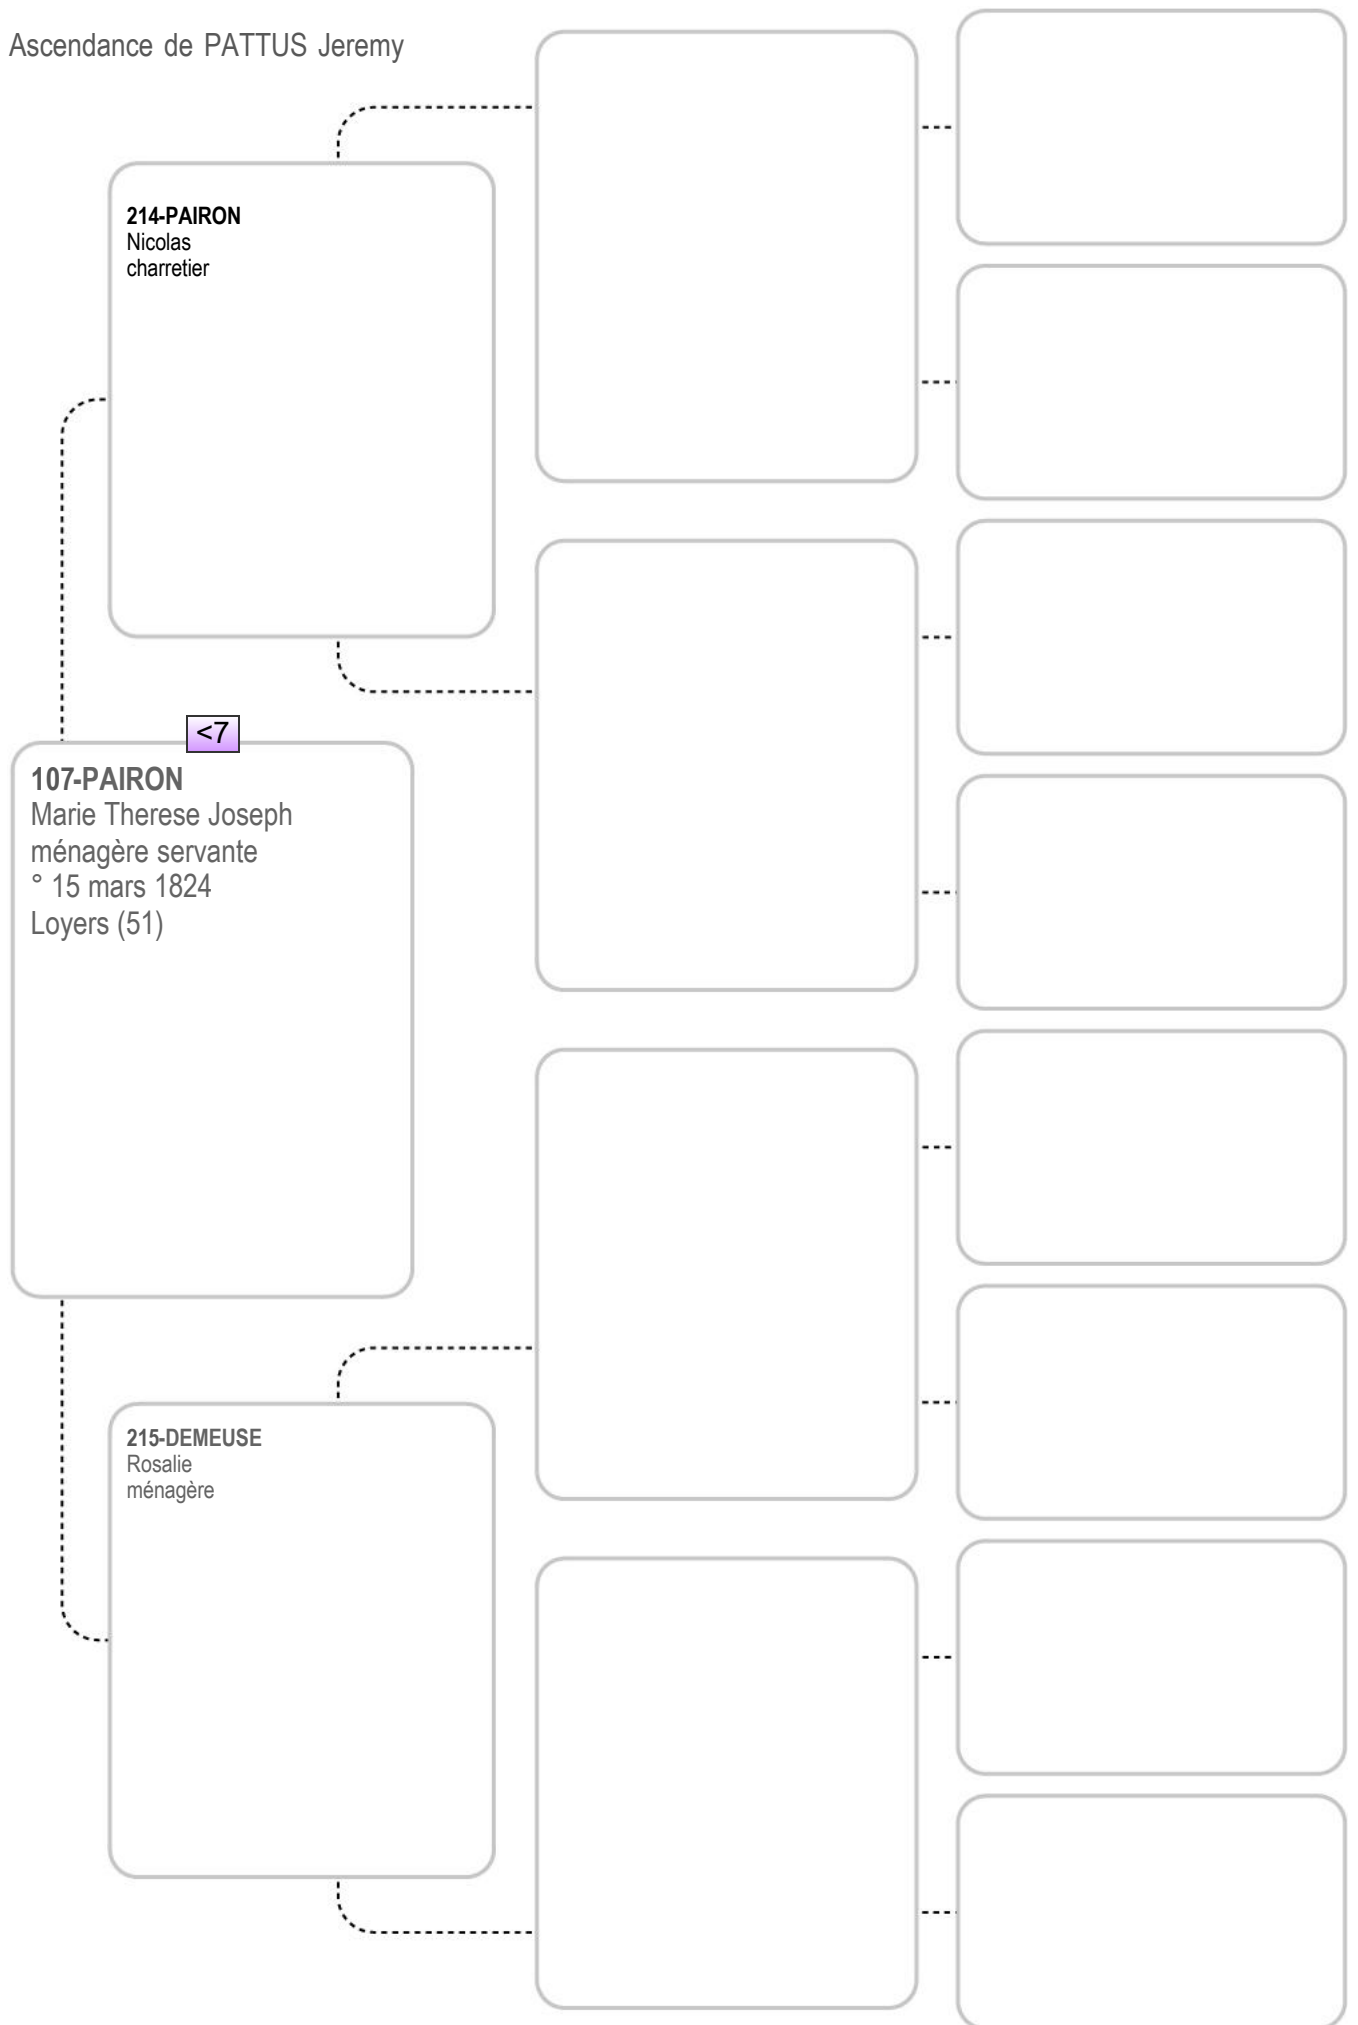 Ascendance de PATTUS Jeremy
214-PAIRON
Nicolas
charretier
<7
107-PAIRON
Marie Therese Joseph
ménagère servante
° 15 mars 1824
Loyers (51)
215-DEMEUSE
Rosalie
ménagère